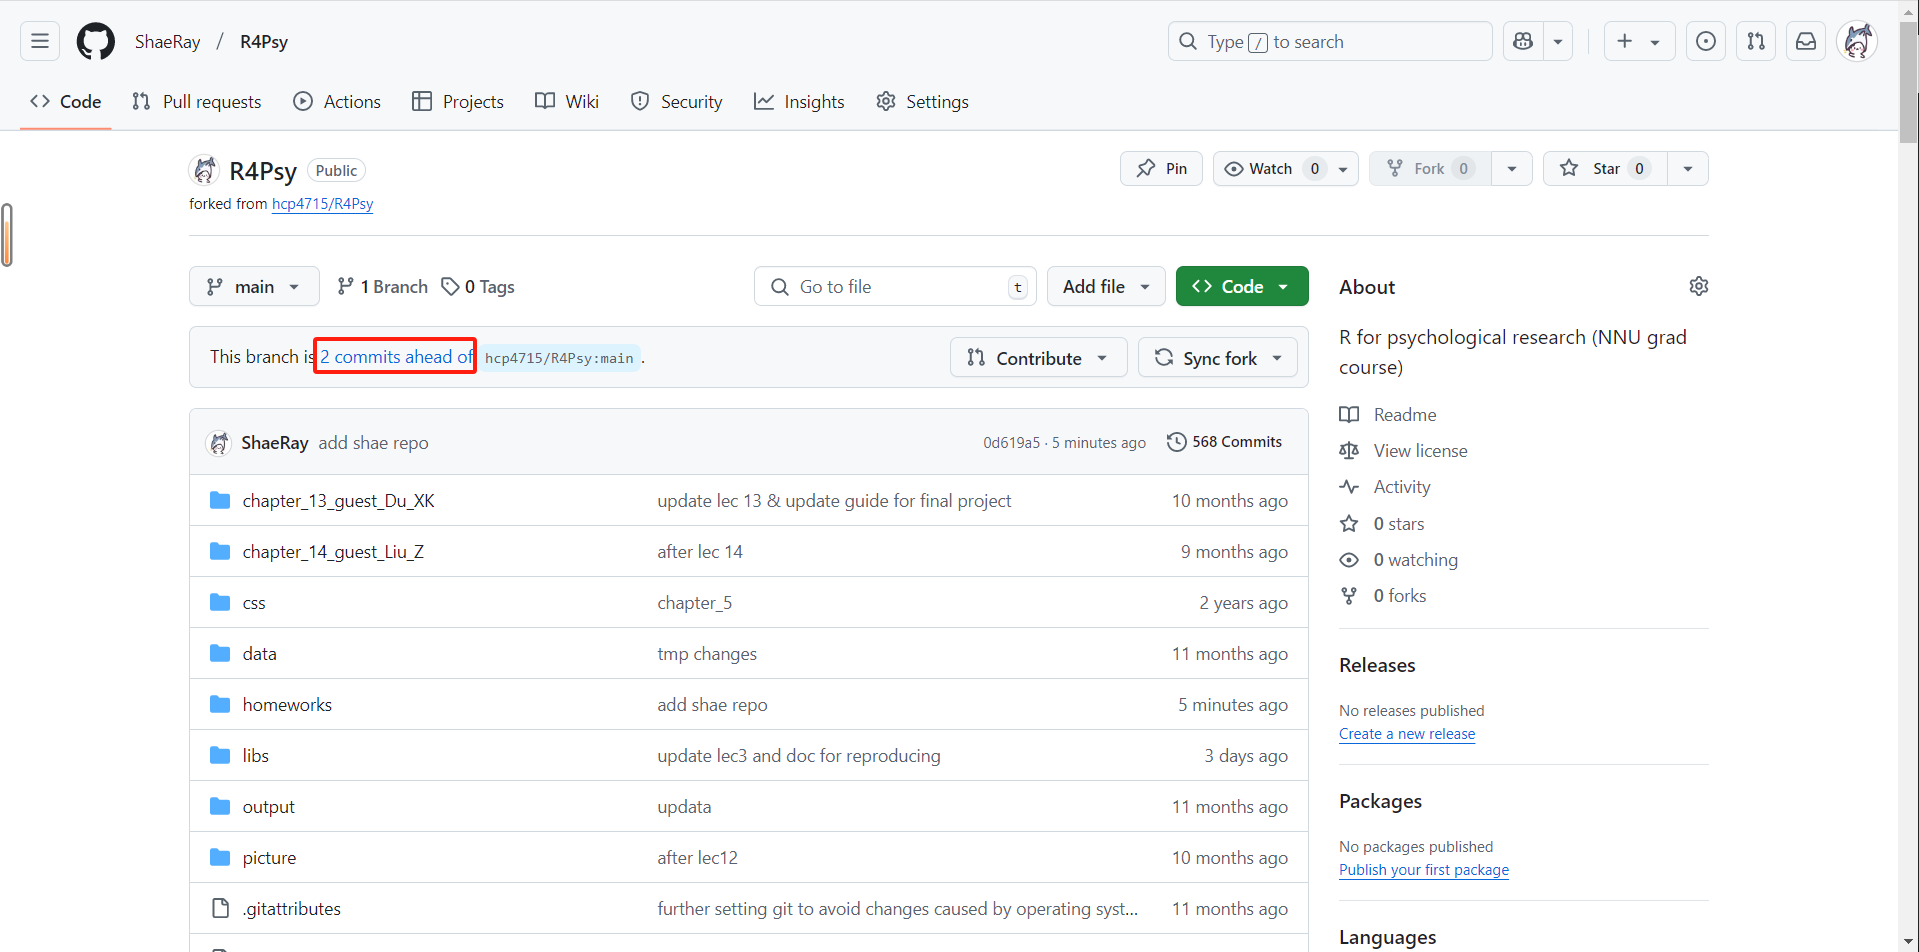 ShaeRay / R4Psy
Type / to search
Code Pull requests Actions Projects Wiki Security Insights Settings
R4Psy Public
Pin Watch 0 Fork 0 Star 0
forked from hcp4715/R4Psy
main 1 Branch 0 Tags Go to file t Add file Code
This branch is 2 commits ahead of hcp4715/R4Psy:main .
Contribute Sync fork
ShaeRay add shae repo 0d619a5 · 5 minutes ago 568 Commits
chapter_13_guest_Du_XK update lec 13 & update guide for final project 10 months ago
chapter_14_guest_Liu_Z after lec 14 9 months ago
css chapter_5 2 years ago
data tmp changes 11 months ago
homeworks add shae repo 5 minutes ago
libs update lec3 and doc for reproducing 3 days ago
output updata 11 months ago
picture after lec12 10 months ago
.gitattributes further setting git to avoid changes caused by operating syst... 11 months ago
About
R for psychological research (NNU grad
course)
Readme
View license
Activity
0 stars
0 watching
0 forks
Releases
No releases published
Create a new release
Packages
No packages published
Publish your first package
Languages